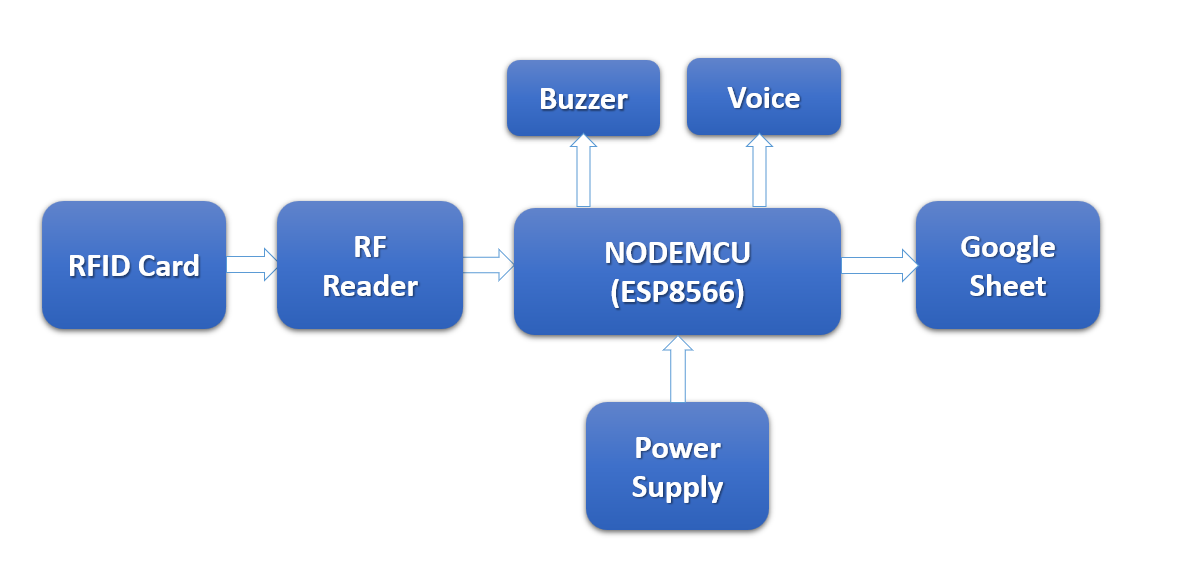 Buzzer
Voice
RFID Card
RF
Reader
NODEMCU
(ESP8566)
Google
Sheet
Power
Supply